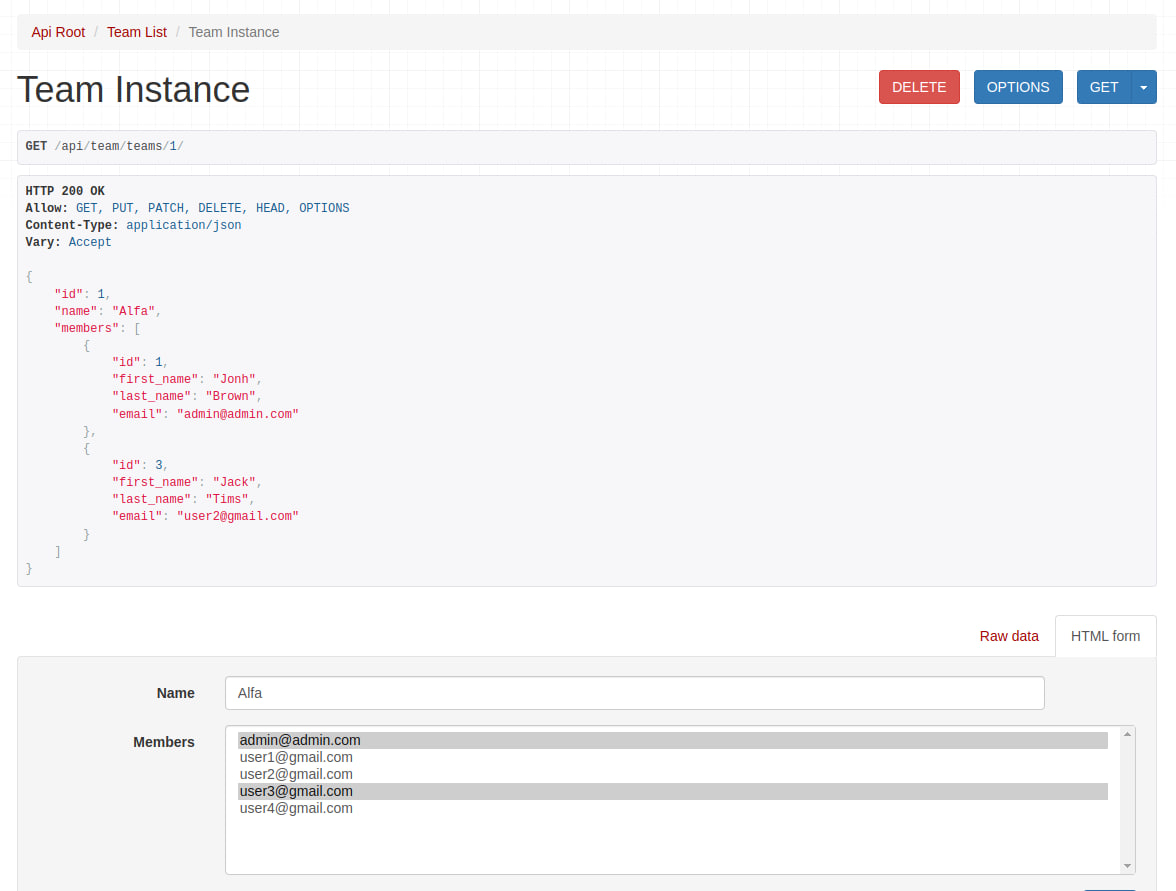 Api Root / Team List / Team Instance
Team Instance
DELETE OPTIONS GET
GET /api/team/teams/1/
HTTP 200 OK
Allow: GET, PUT, PATCH, DELETE, HEAD, OPTIONS
Content-Type: application/json
Vary: Accept
{
"id": 1,
"name": "Alfa",
"members": [
{
"id": 1,
"first_name": "Jonh",
"last_name": "Brown",
"email": "admin@admin.com"
},
{
"id": 3,
"first_name": "Jack",
"last_name": "Tims",
"email": "user2@gmail.com"
}
]
}
Raw data HTML form
Name Alfa
Members admin@admin.com
user1@gmail.com
user2@gmail.com
user3@gmail.com
user4@gmail.com